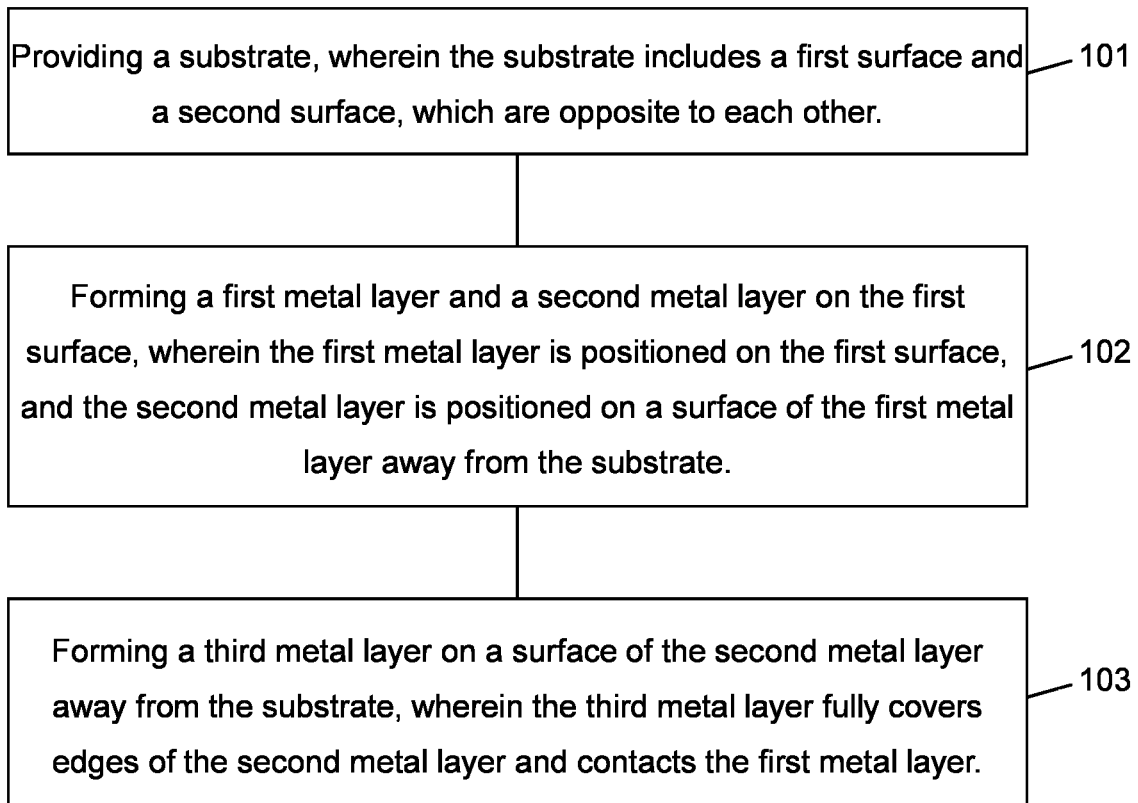 Providing a substrate, wherein the substrate includes a first surface and
a second surface, which are opposite to each other.
101
Forming a first metal layer and a second metal layer on the first
surface, wherein the first metal layer is positioned on the first surface,
and the second metal layer is positioned on a surface of the first metal
layer away from the substrate.
102
Forming a third metal layer on a surface of the second metal layer
away from the substrate, wherein the third metal layer fully covers
edges of the second metal layer and contacts the first metal layer.
103